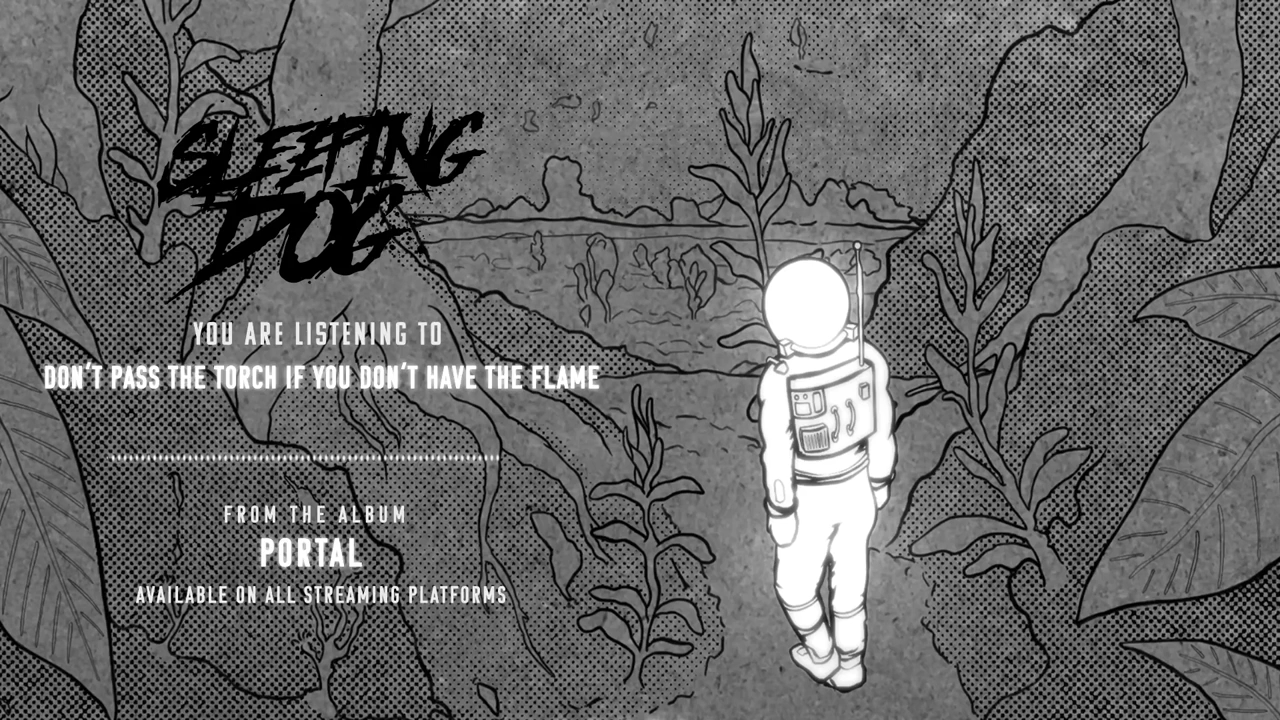 SLEEPING
DOG
YOU ARE LISTENING TO
DON'T PASS THE TORCH IF YOU DON'T HAVE THE FLAME
FROM THE ALBUM
PORTAL
AVAILABLE ON ALL STREAMING PLATFORMS